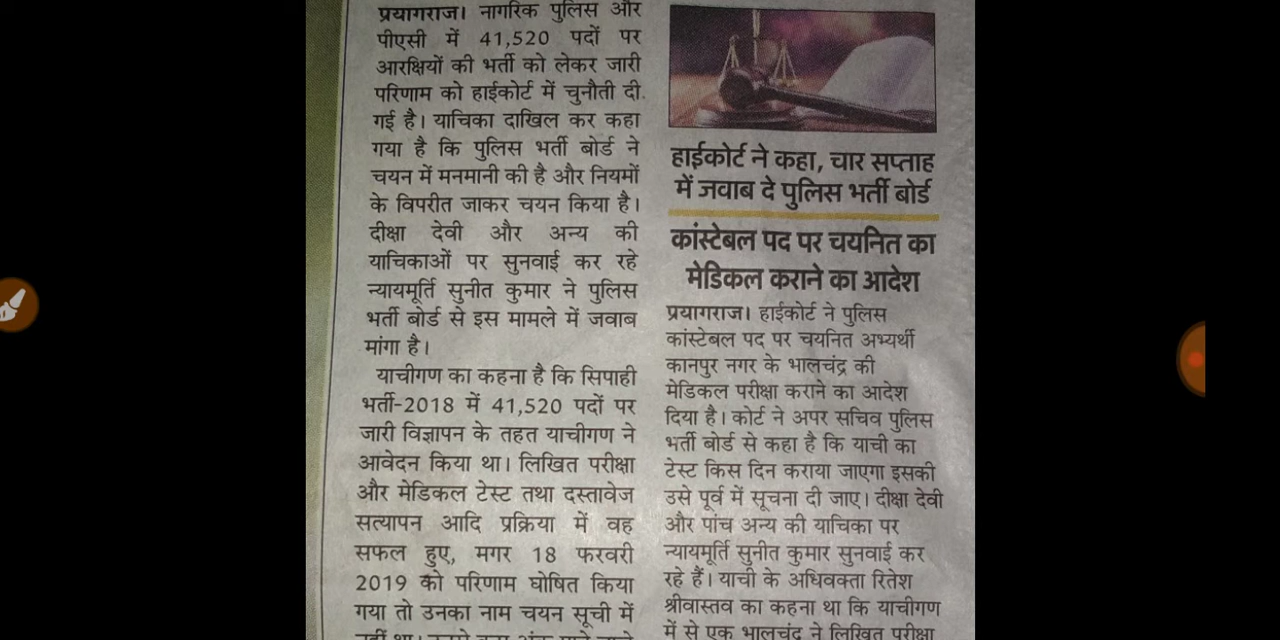 प्रयागराज। नागरिक पुलिस और
पीएसी में 41,520 पदों पर
आरक्षियों की भर्ती को लेकर जारी
परिणाम को हाईकोर्ट में चुनौती दी
गई है। याचिका दाखिल कर कहा
गया है कि पुलिस भर्ती बोर्ड ने
चयन में मनमानी की है और नियमों
के विपरीत जाकर चयन किया है।
दीक्षा देवी और अन्य की
याचिकाओं पर सुनवाई कर रहे
न्यायमूर्ति सुनीत कुमार ने पुलिस
भर्ती बोर्ड से इस मामले में जवाब
मांगा है।
याचीगण का कहना है कि सिपाही
भर्ती-2018 में 41,520 पदों पर
जारी विज्ञापन के तहत याचीगण ने
आवेदन किया था। लिखित परीक्षा
और मेडिकल टेस्ट तथा दस्तावेज
सत्यापन आदि प्रक्रिया में वह
सफल हुए, मगर 18 फरवरी
2019 को परिणाम घोषित किया
गया तो उनका नाम चयन सूची में
हाईकोर्ट ने कहा, चार सप्ताह
में जवाब दे पुलिस भर्ती बोर्ड
कांस्टेबल पद पर चयनित का
मेडिकल कराने का आदेश
प्रयागराज। हाईकोर्ट ने पुलिस
कांस्टेबल पद पर चयनित अभ्यर्थी
कानपुर नगर के भालचंद्र की
मेडिकल परीक्षा कराने का आदेश
दिया है। कोर्ट ने अपर सचिव पुलिस
भर्ती बोर्ड से कहा है कि याची का
टेस्ट किस दिन कराया जाएगा इसकी
उसे पूर्व में सूचना दी जाए। दीक्षा देवी
और पांच अन्य की याचिका पर
न्यायमूर्ति सुनीत कुमार सुनवाई कर
रहे हैं। याची के अधिवक्ता रितेश
श्रीवास्तव का कहना था कि याचीगण
में से एक भालचंद्र ने लिखित परीक्षा